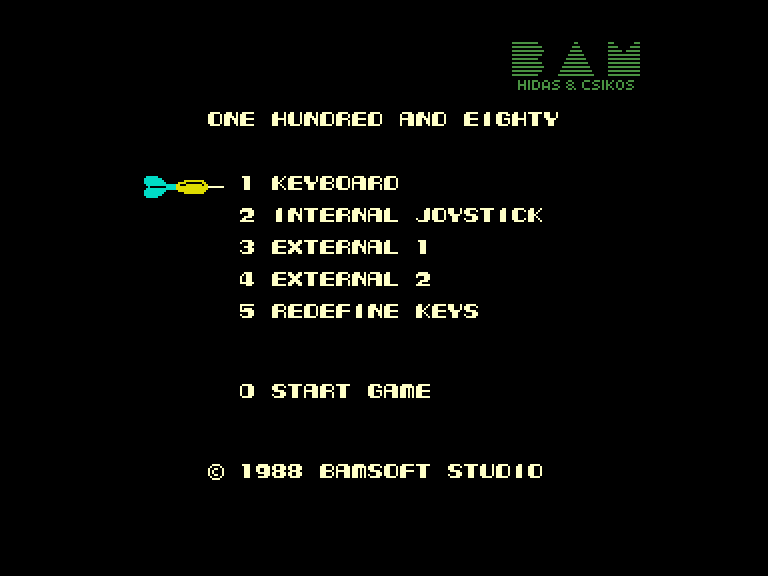 BAM
HIDAS & CSIKOS
ONE HUNDRED AND EIGHTY
1 KEYBOARD
2 INTERNAL JOYSTICK
3 EXTERNAL 1
4 EXTERNAL 2
5 REDEFINE KEYS
0 START GAME
© 1988 BAMSOFT STUDIO